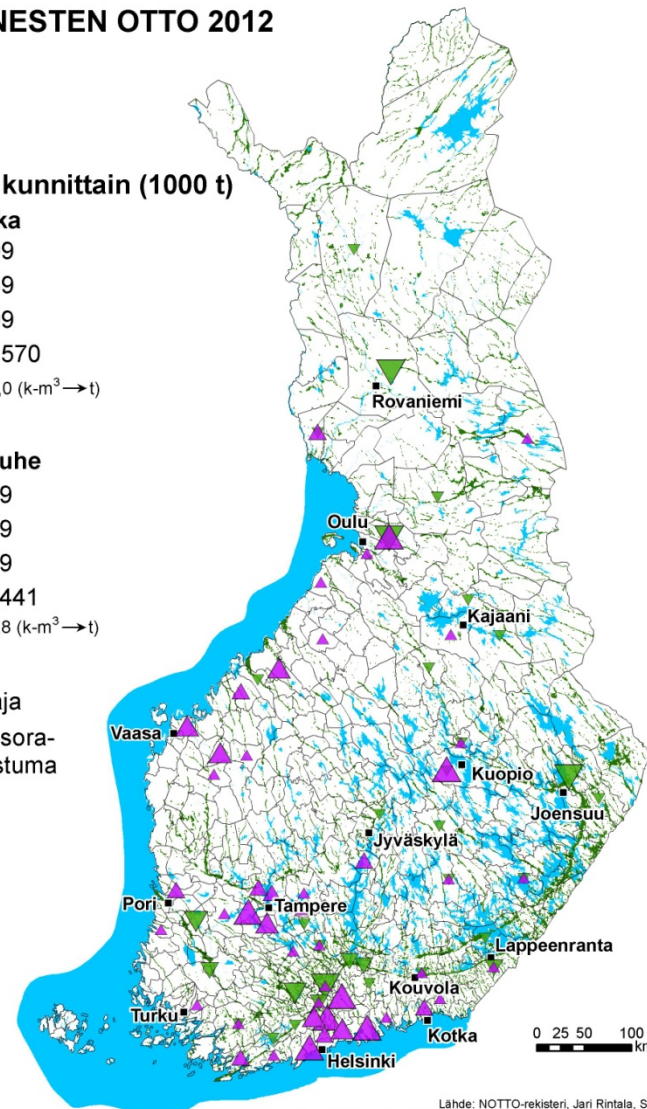 NESTEN OTTO 2012
kunnittain (1000 t)
ka
9
9
9
570
,0 (k-m³→t)
uhe
9
9
9
441
8 (k-m³→t)
ja
sora-
stuma
Rovaniemi
Oulu
Kajaani
Vaasa
Kuopio
Joensuu
Jyväskylä
Pori
Tampere
Lappeenranta
Kouvola
Turku
Kotka
Helsinki
0 25 50 100
km
Lähde: NOTTO-rekisteri, Jari Rintala, S